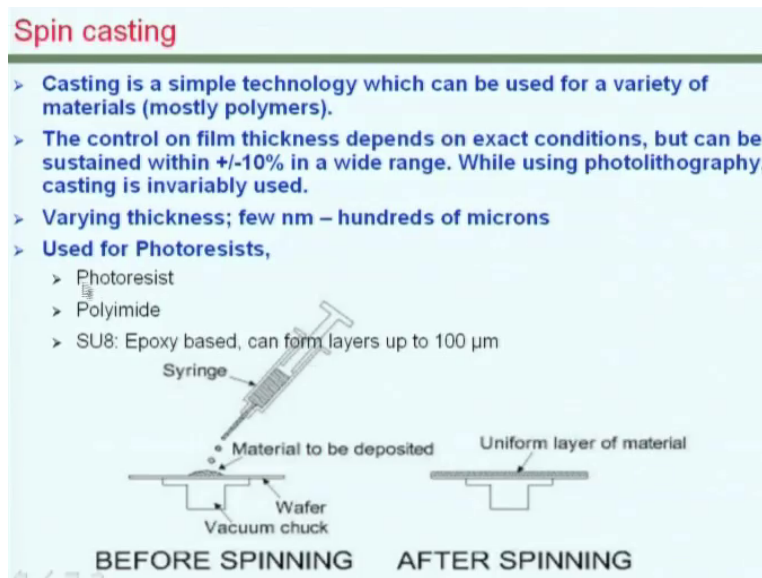 Spin casting
Casting is a simple technology which can be used for a variety of
materials (mostly polymers).
The control on film thickness depends on exact conditions, but can be
sustained within +/-10% in a wide range. While using photolithography,
casting is invariably used.
Varying thickness; few nm – hundreds of microns
Used for Photoresists,
Photoresist
Polyimide
SU8: Epoxy based, can form layers up to 100 µm
Syringe
Material to be deposited
Uniform layer of material
Wafer
Vacuum chuck
BEFORE SPINNING
AFTER SPINNING